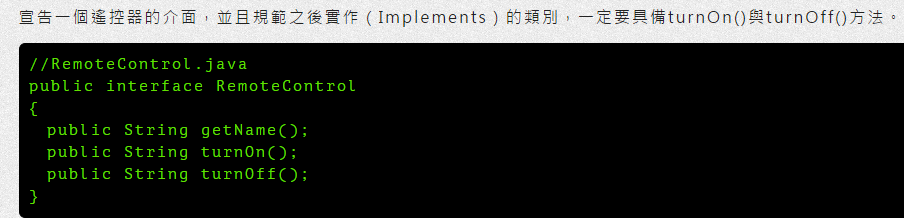 宣告一個遙控器的介面，並且規範之後實作（Implements）的類別，一定要具備turnOn()與turnOff()方法。
//RemoteControl.java
public interface RemoteControl
{
  public String getName();
  public String turnOn();
  public String turnOff();
}